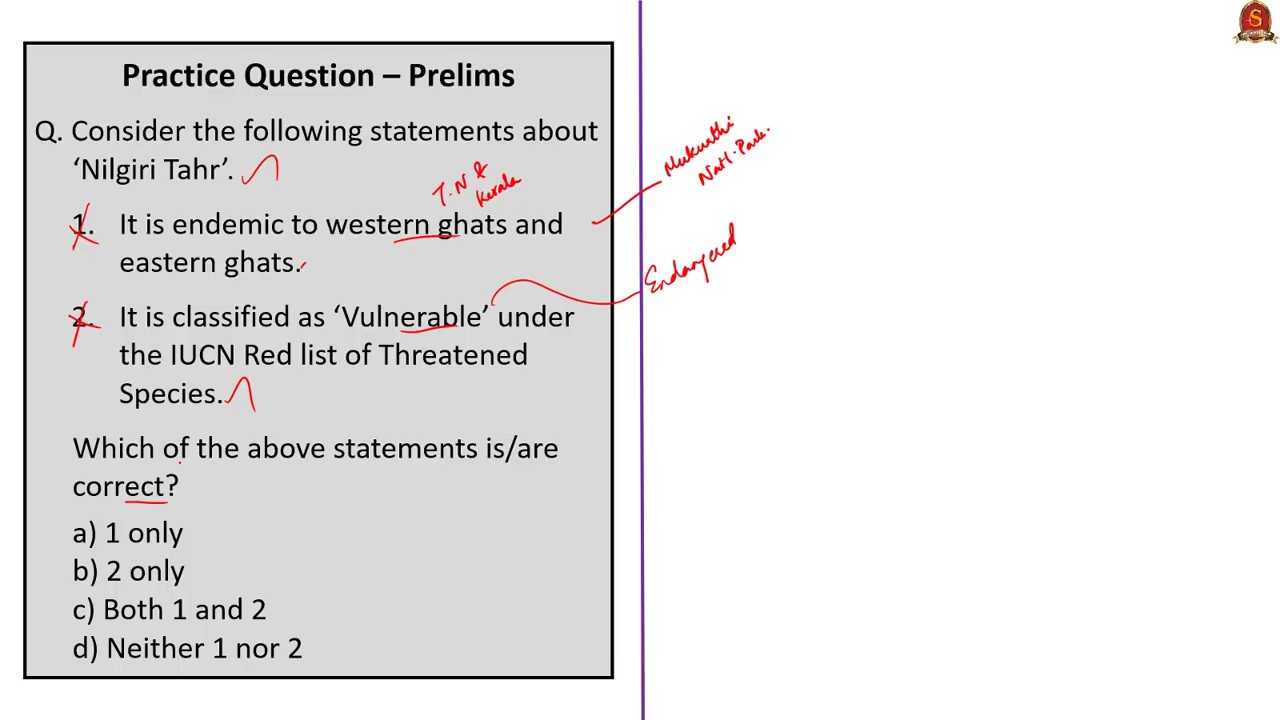 Practice Question – Prelims
Q. Consider the following statements about
‘Nilgiri Tahr’.
T.N &
Kerala
1. It is endemic to western ghats and
eastern ghats.
Mukurthi
Natl. Park.
2. It is classified as ‘Vulnerable’ under
the IUCN Red list of Threatened
Species.
Endangered
Which of the above statements is/are
correct?
a) 1 only
b) 2 only
c) Both 1 and 2
d) Neither 1 nor 2
S